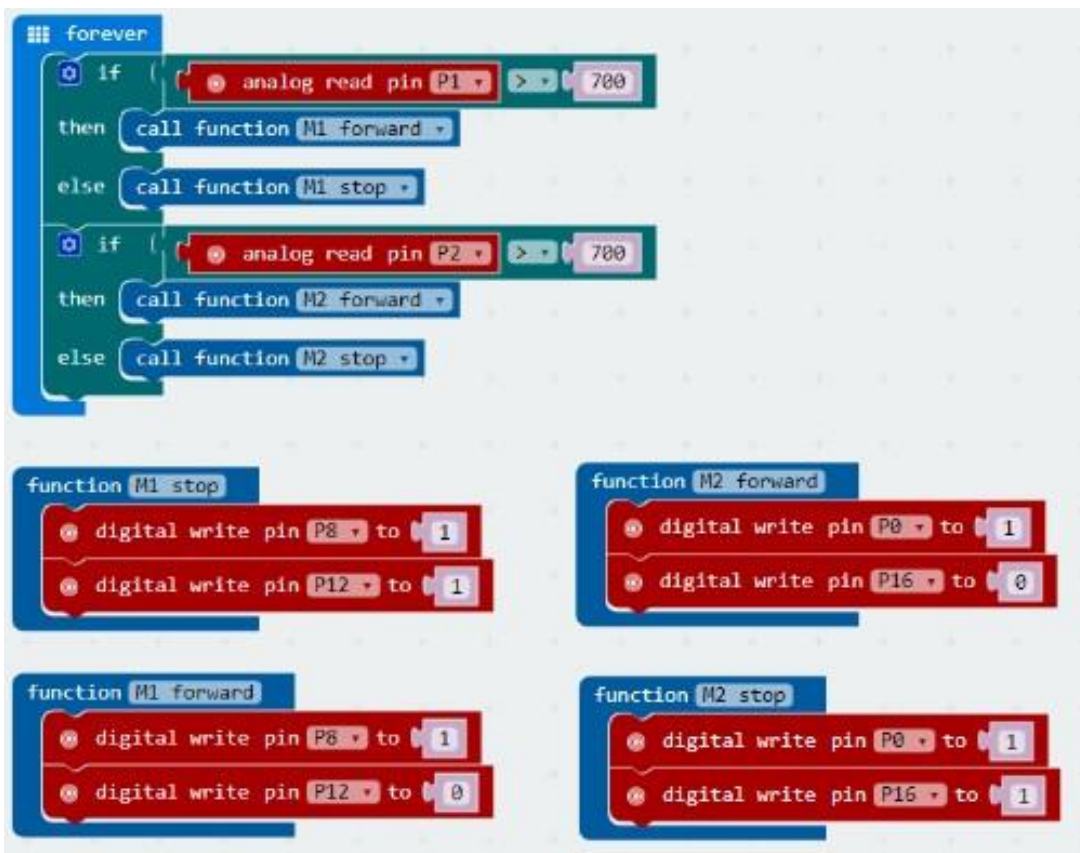 forever
if analog read pin P1 > 700
then call function M1 forward
else call function M1 stop
if analog read pin P2 > 700
then call function M2 forward
else call function M2 stop
function M1 stop
digital write pin P8 to 1
digital write pin P12 to 1
function M2 forward
digital write pin P0 to 1
digital write pin P16 to 0
function M1 forward
digital write pin P8 to 1
digital write pin P12 to 0
function M2 stop
digital write pin P0 to 1
digital write pin P16 to 1